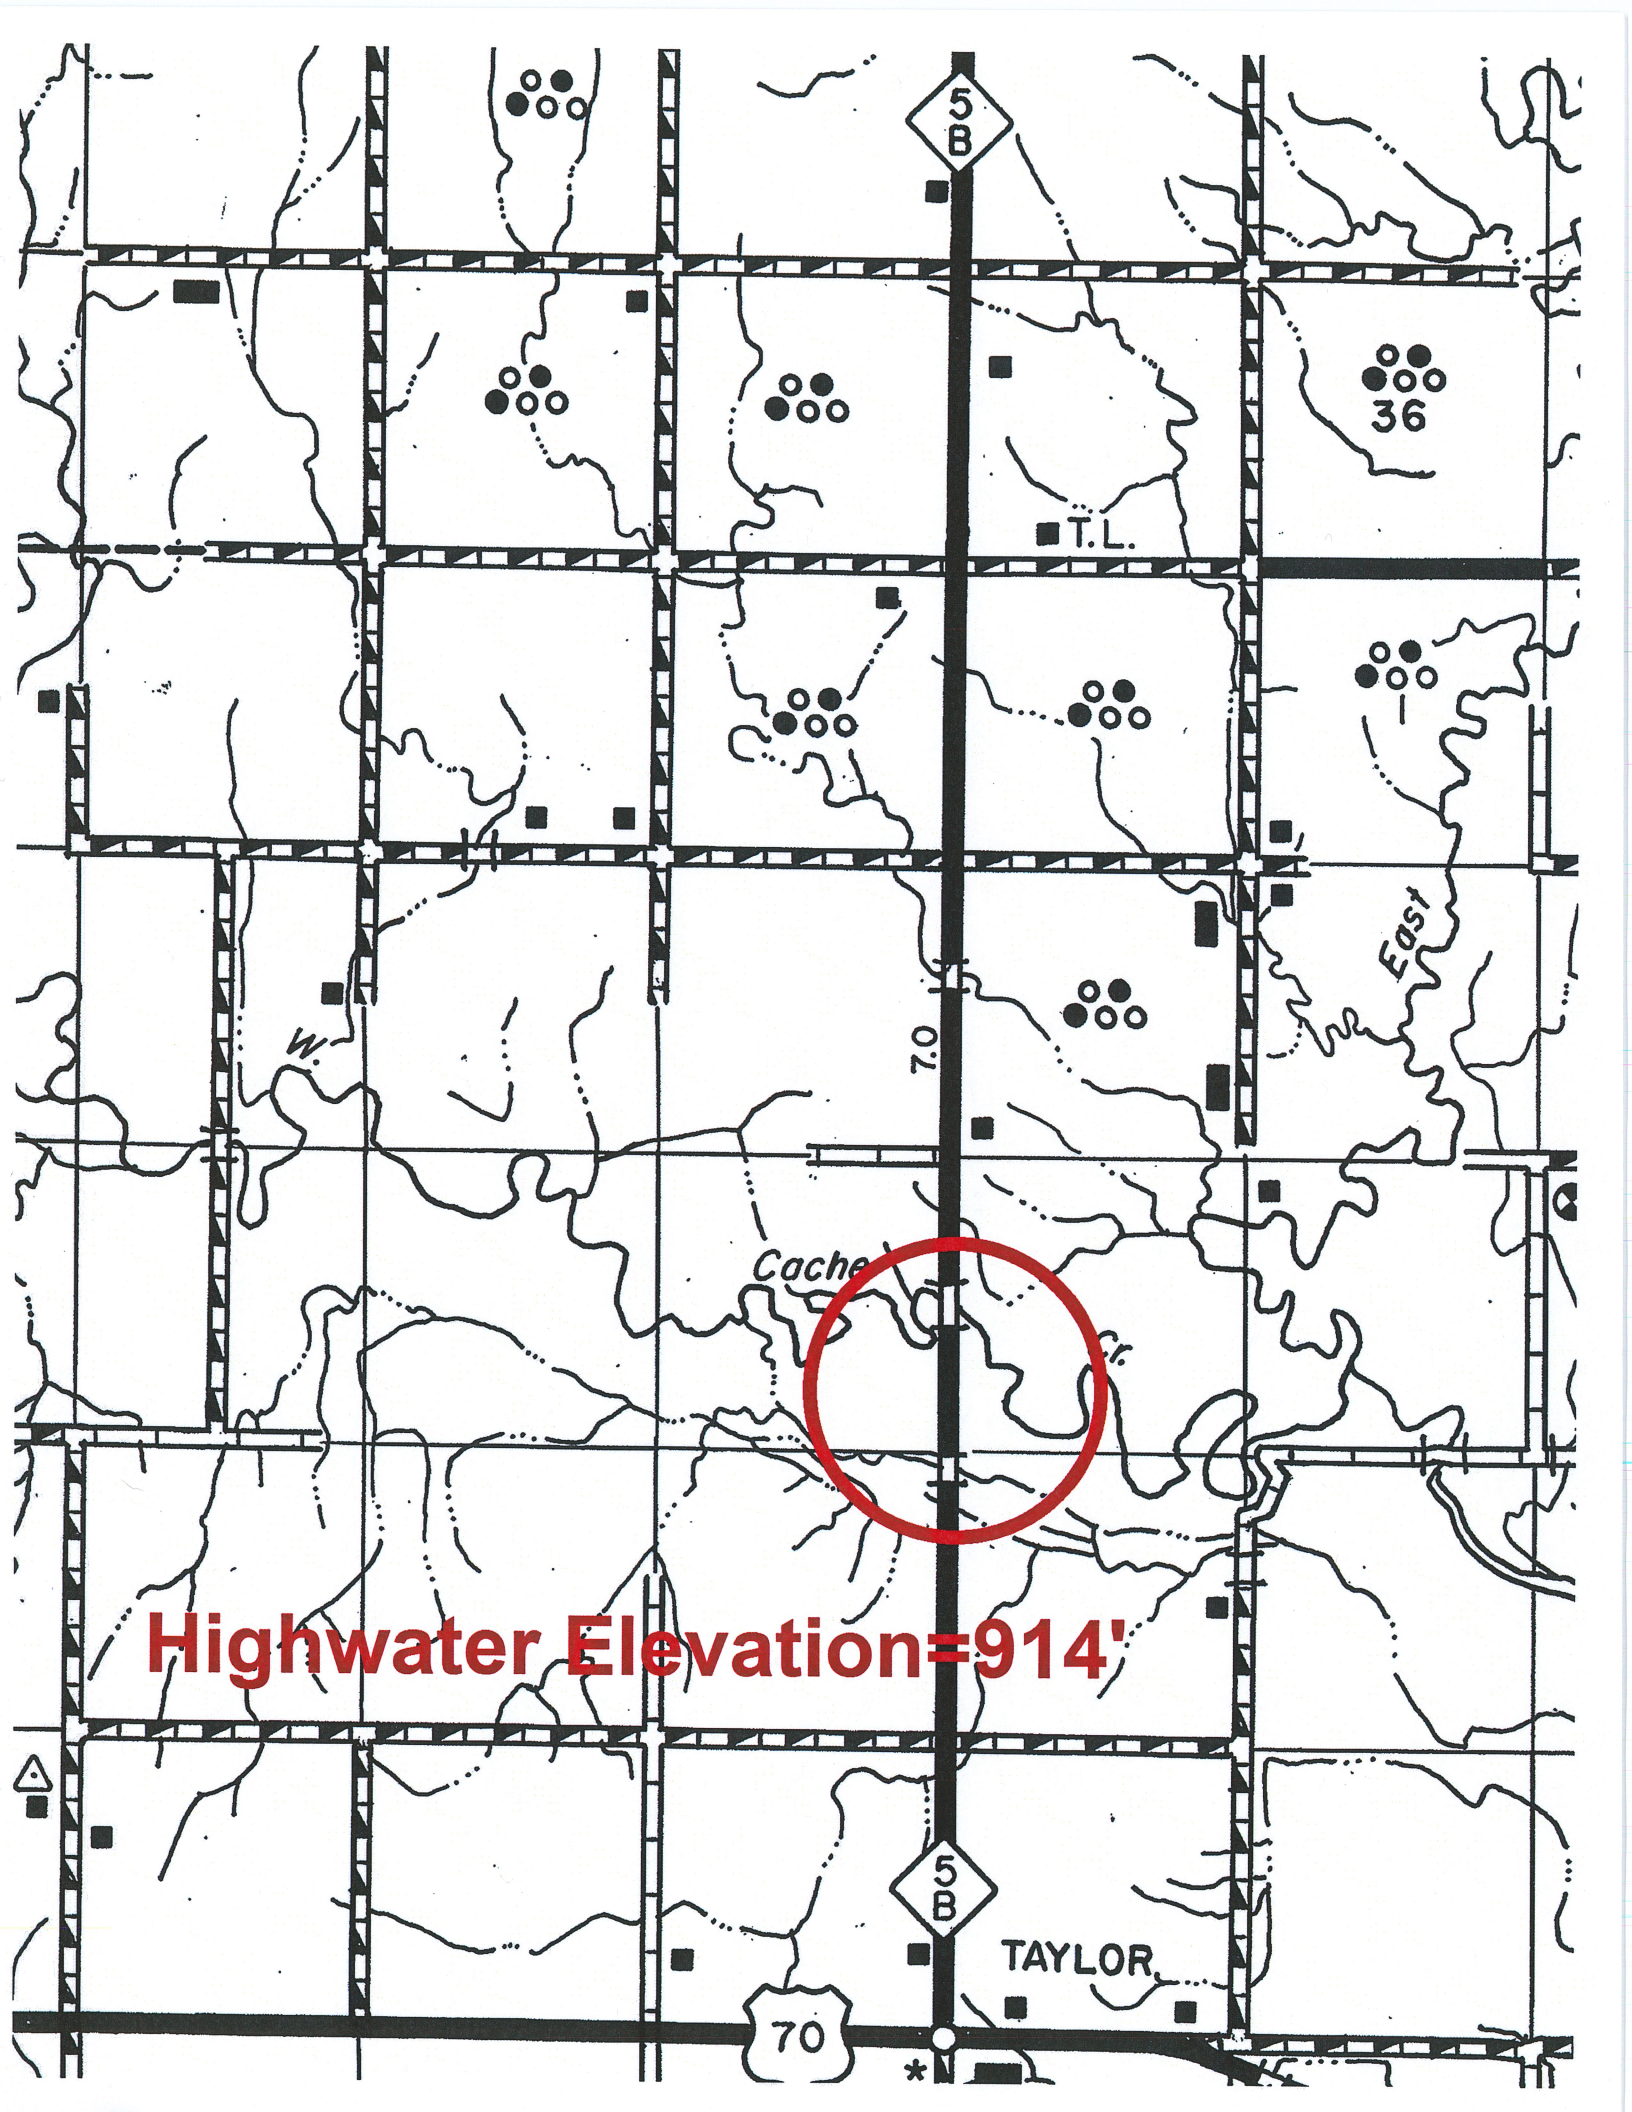 5
B
36
T.L.
East
W.
7.0
Cache
Cr.
Highwater Elevation=914'
5
B
TAYLOR
70
*